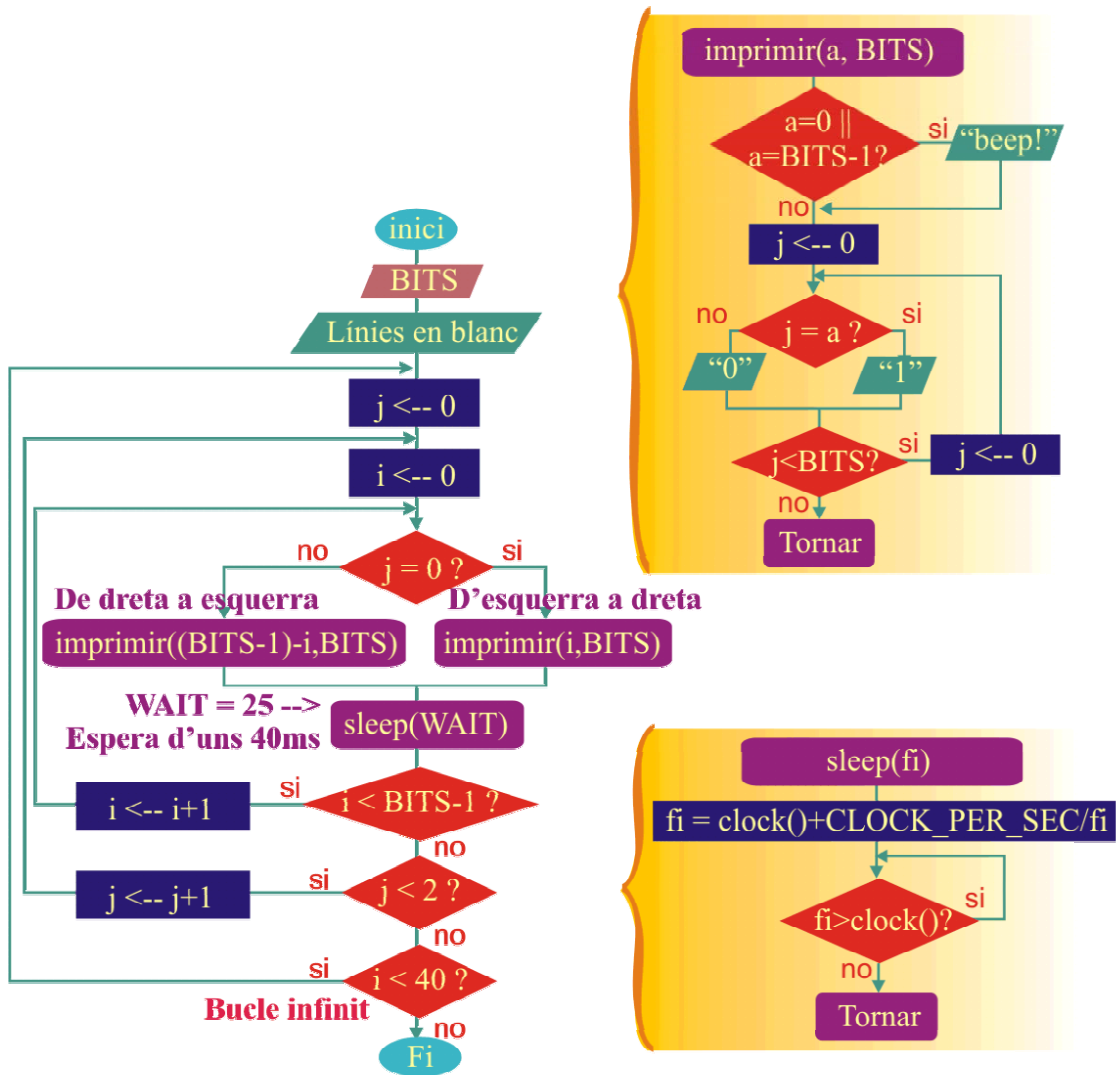 inici
BITS
Línies en blanc
j <-- 0
i <-- 0
no
si
j = 0 ?
De dreta a esquerra
D’esquerra a dreta
imprimir((BITS-1)-i,BITS)
imprimir(i,BITS)
WAIT = 25 -->
Espera d’uns 40ms
sleep(WAIT)
i <-- i+1
si
i < BITS-1 ?
no
j <-- j+1
si
j < 2 ?
no
si
i < 40 ?
Bucle infinit
no
Fi
imprimir(a, BITS)
a=0 ||
a=BITS-1?
si
“beep!”
no
j <-- 0
no
si
j = a ?
“0”
“1”
j<BITS?
si
j <-- 0
no
Tornar
sleep(fi)
fi = clock()+CLOCK_PER_SEC/fi
fi>clock()?
si
no
Tornar